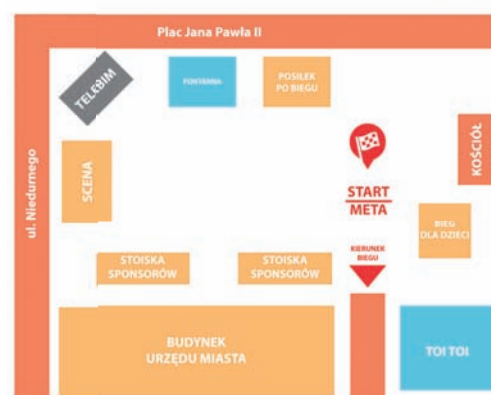 Plac Jana Pawła II
TELEBIM
FONTANNA
POSIŁEK
PO BIEGU
ul. Niedurnego
SCENA
START
META
KOŚCIÓŁ
BIEG
DLA DZIECI
KIERUNEK
BIEGU
STOISKA
SPONSORÓW
STOISKA
SPONSORÓW
BUDYNEK
URZĘDU MIASTA
TOI TOI